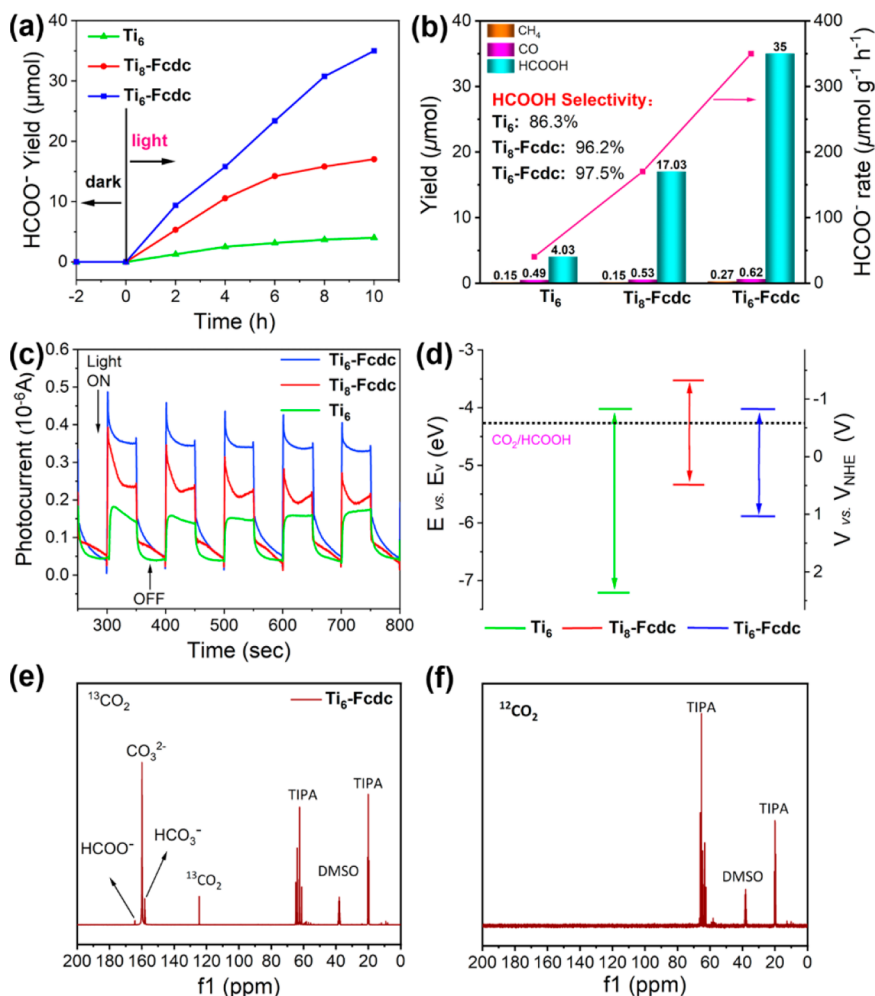 (a)
Ti6
Ti8-Fcdc
Ti6-Fcdc
light
dark
HCOO⁻ Yield (μmol)
40
30
20
10
0
-2 0 2 4 6 8 10
Time (h)
(b)
CH4
CO
HCOOH
HCOOH Selectivity:
Ti6: 86.3%
Ti8-Fcdc: 96.2%
Ti6-Fcdc: 97.5%
Yield (μmol)
40
30
20
10
0
0.15 0.49 4.03
0.15 0.53 17.03
0.27 0.62 35
Ti6 Ti8-Fcdc Ti6-Fcdc
400
350
300
250
200
150
100
50
0
HCOO⁻ rate (μmol g⁻¹ h⁻¹)
(c)
Light
ON
OFF
Ti6-Fcdc
Ti8-Fcdc
Ti6
Photocurrent (10⁻⁶A)
0.6
0.5
0.4
0.3
0.2
0.1
0.0
300 400 500 600 700 800
Time (sec)
(d)
E vs. Ev (eV)
-3
-4
-5
-6
-7
CO2/HCOOH
-1
0
1
2
V vs. VNHE (V)
Ti6 Ti8-Fcdc Ti6-Fcdc
(e)
¹³CO2
Ti6-Fcdc
CO3²⁻
HCOO⁻
HCO3⁻
¹³CO2
TIPA
DMSO
TIPA
200 180 160 140 120 100 80 60 40 20 0
f1 (ppm)
(f)
¹²CO2
TIPA
DMSO
TIPA
200 180 160 140 120 100 80 60 40 20 0
f1 (ppm)